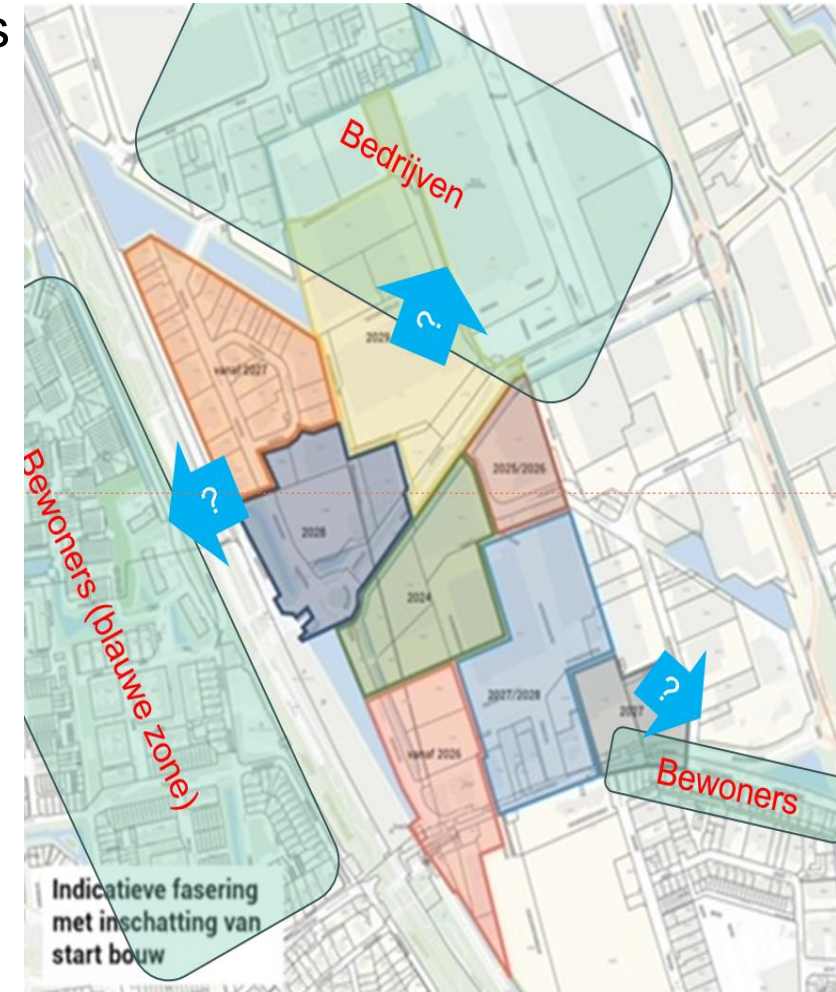 s
Bedrijven
?
2029
vanaf 2027
2025/2026
?
2028
Bewoners (blauwe zone)
2024
?
2027/2028
2027
vanaf 2026
Bewoners
Indicatieve fasering
met inschatting van
start bouw